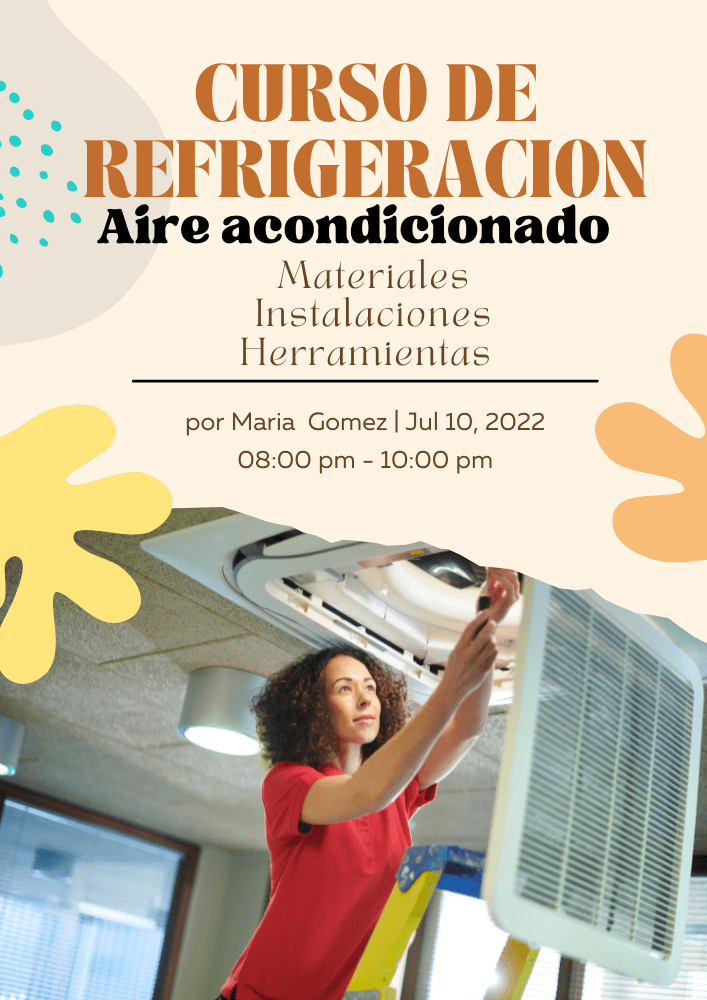 CURSO DE
REFRIGERACION
Aire acondicionado
Materiales
Instalaciones
Herramientas
por Maria Gomez | Jul 10, 2022
08:00 pm - 10:00 pm